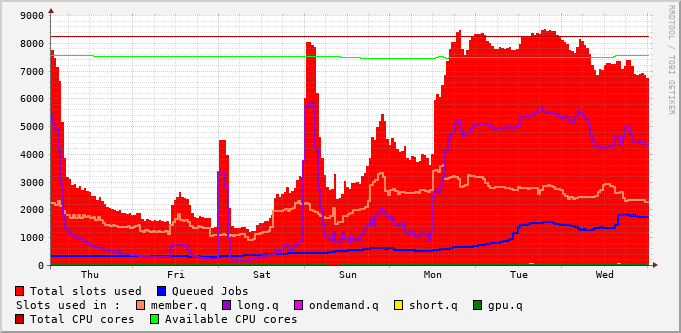 RRDTOOL / TOBI OETIKER
9000
8000
7000
6000
5000
4000
3000
2000
1000
0
Thu Fri Sat Sun Mon Tue Wed
Total slots used Queued Jobs
Slots used in : member.q long.q ondemand.q short.q gpu.q
Total CPU cores Available CPU cores